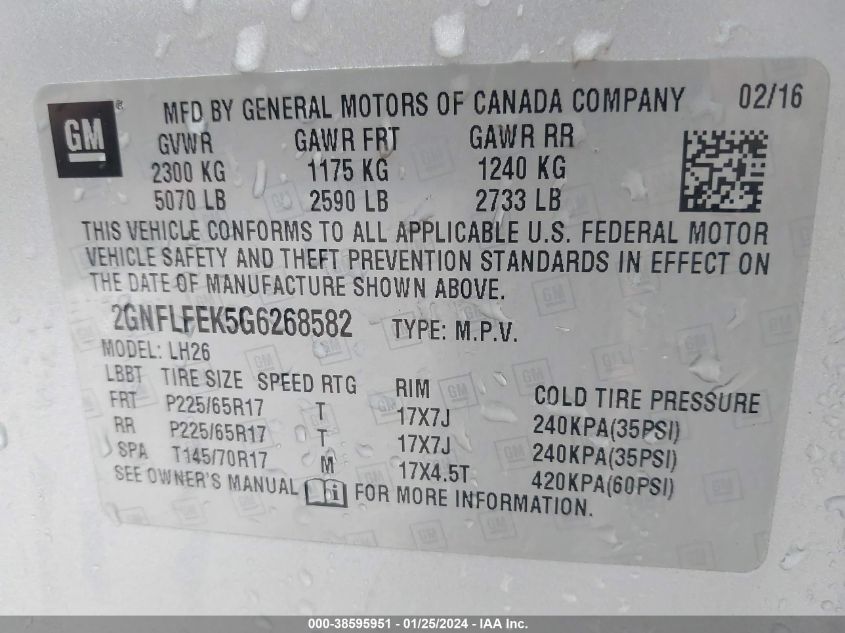 GM ® MFD BY GENERAL MOTORS OF CANADA COMPANY 02/16
GVWR GAWR FRT GAWR RR
2300 KG 1175 KG 1240 KG
5070 LB 2590 LB 2733 LB
THIS VEHICLE CONFORMS TO ALL APPLICABLE U.S. FEDERAL MOTOR
VEHICLE SAFETY AND THEFT PREVENTION STANDARDS IN EFFECT ON
THE DATE OF MANUFACTURE SHOWN ABOVE.
2GNFLFEK5G6268582 TYPE: M.P.V.
MODEL: LH26
LBBT TIRE SIZE SPEED RTG RIM COLD TIRE PRESSURE
FRT P225/65R17 T 17X7J 240KPA(35PSI)
RR P225/65R17 T 17X7J 240KPA(35PSI)
SPA T145/70R17 M 17X4.5T 420KPA(60PSI)
SEE OWNER'S MANUAL FOR MORE INFORMATION.
000-38595951 - 01/25/2024 - IAA Inc.